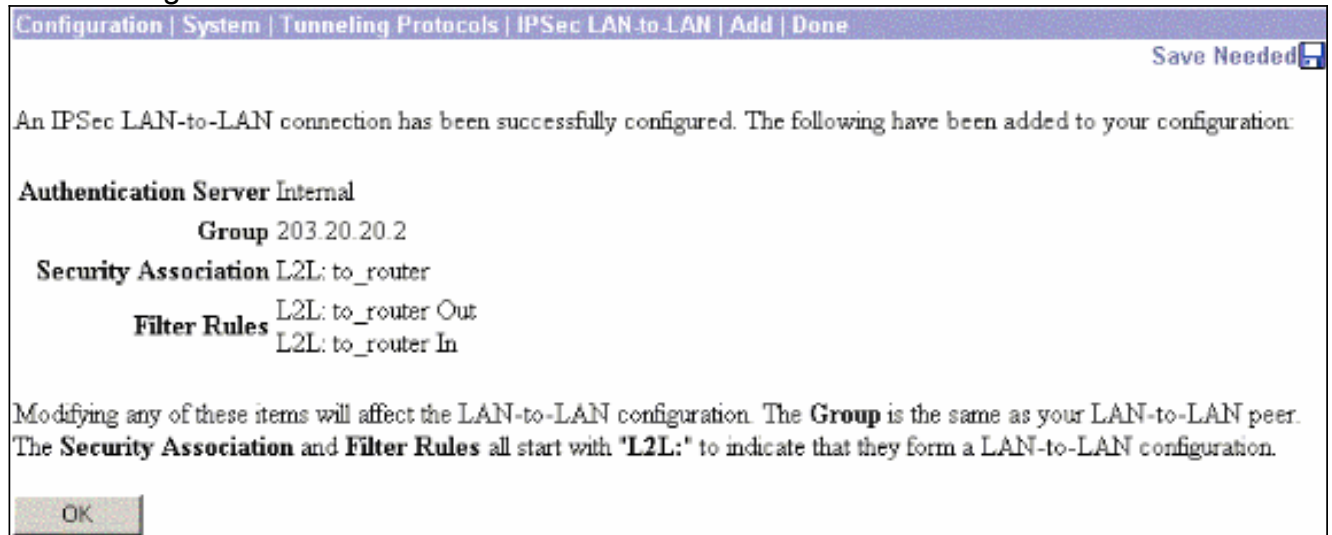 Configuration | System | Tunneling Protocols | IPSec LAN-to-LAN | Add | Done
Save Needed
An IPSec LAN-to-LAN connection has been successfully configured. The following have been added to your configuration:
Authentication Server Internal
Group 203.20.20.2
Security Association L2L: to_router
Filter Rules L2L: to_router Out
L2L: to_router In
Modifying any of these items will affect the LAN-to-LAN configuration. The Group is the same as your LAN-to-LAN peer.
The Security Association and Filter Rules all start with "L2L:" to indicate that they form a LAN-to-LAN configuration.
OK